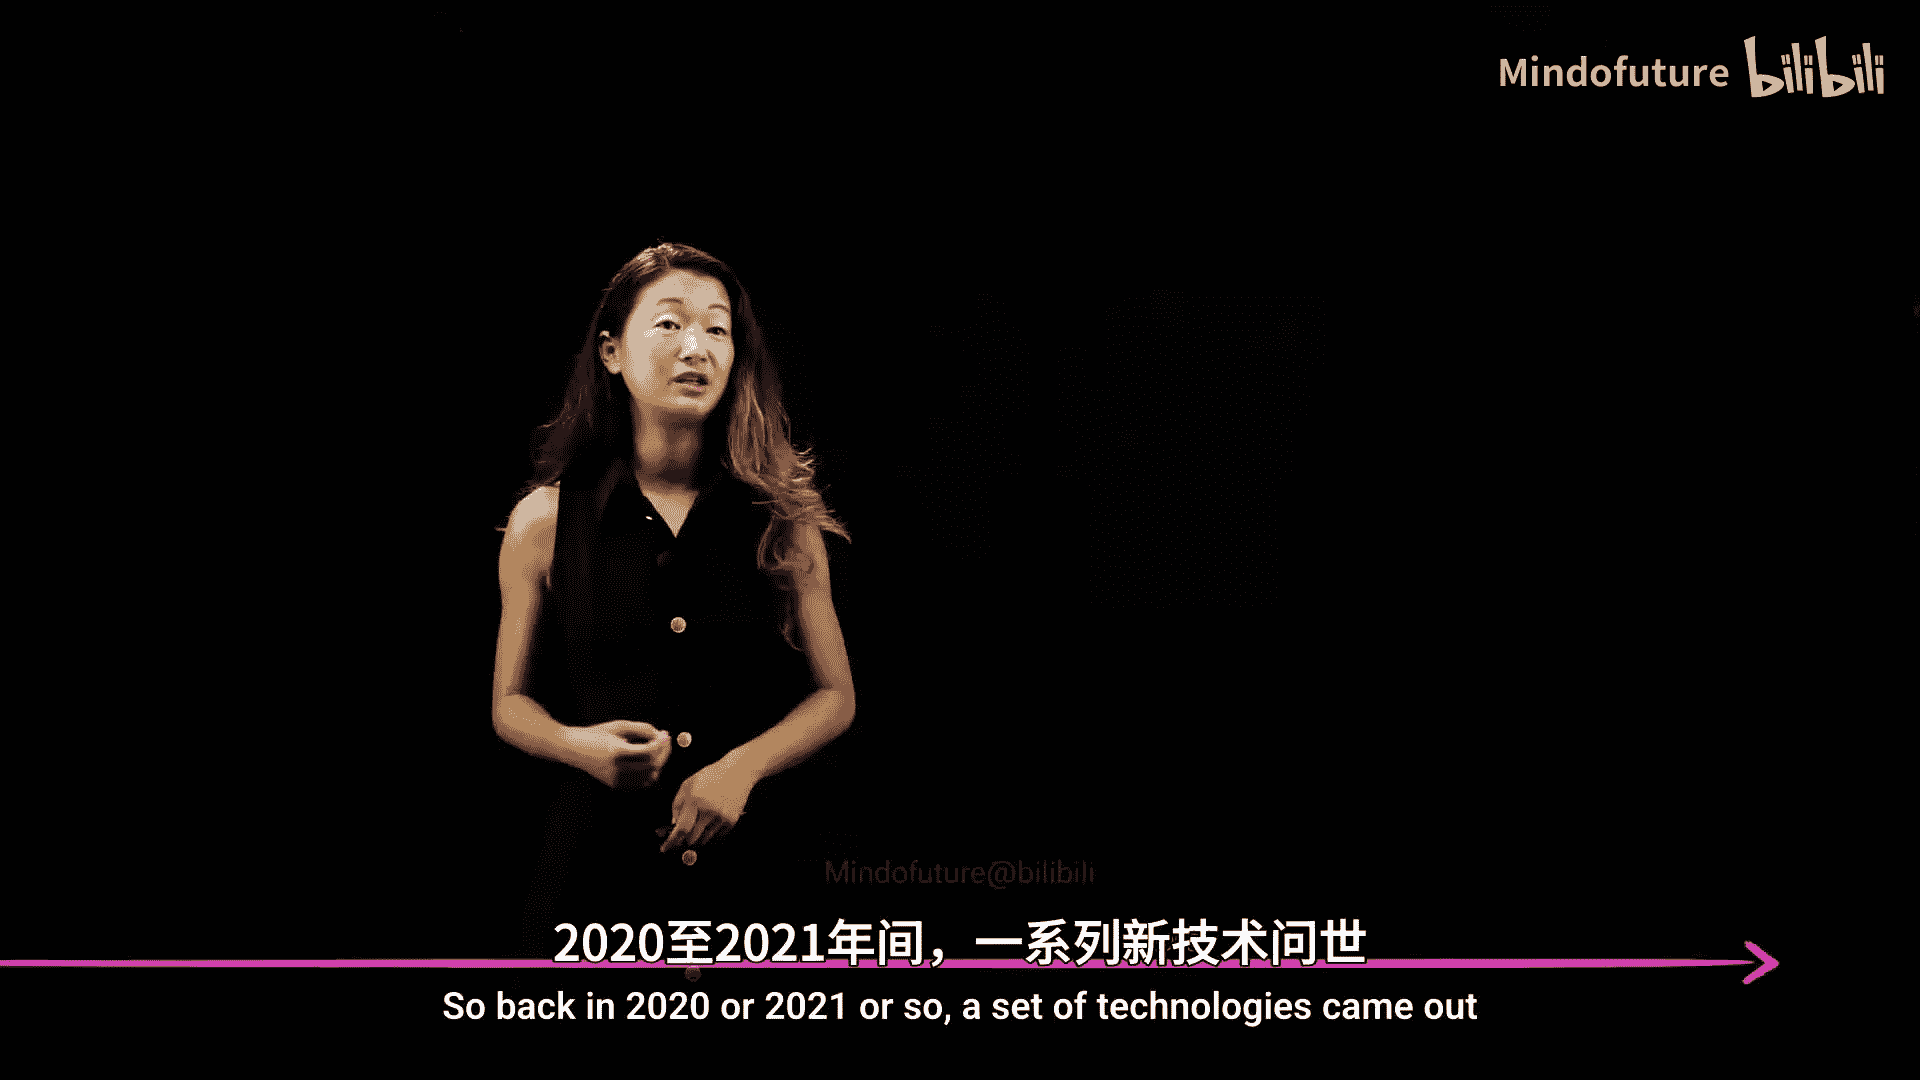 Mindofuture bilibili
Mindofuture@bilibili
2020至2021年间，一系列新技术问世
So back in 2020 or 2021 or so, a set of technologies came out